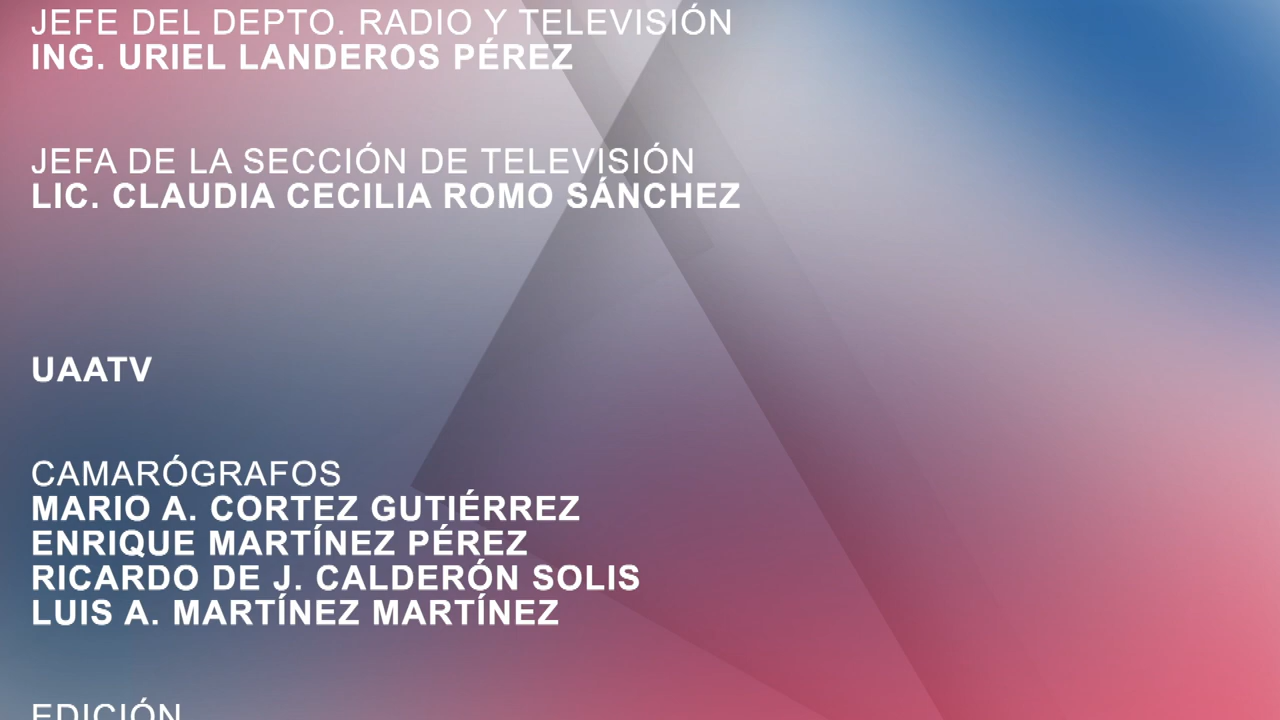 JEFE DEL DEPTO. RADIO Y TELEVISIÓN
ING. URIEL LANDEROS PÉREZ
JEFA DE LA SECCIÓN DE TELEVISIÓN
LIC. CLAUDIA CECILIA ROMO SÁNCHEZ
UAATV
CAMARÓGRAFOS
MARIO A. CORTEZ GUTIÉRREZ
ENRIQUE MARTÍNEZ PÉREZ
RICARDO DE J. CALDERÓN SOLIS
LUIS A. MARTÍNEZ MARTÍNEZ
EDICIÓN